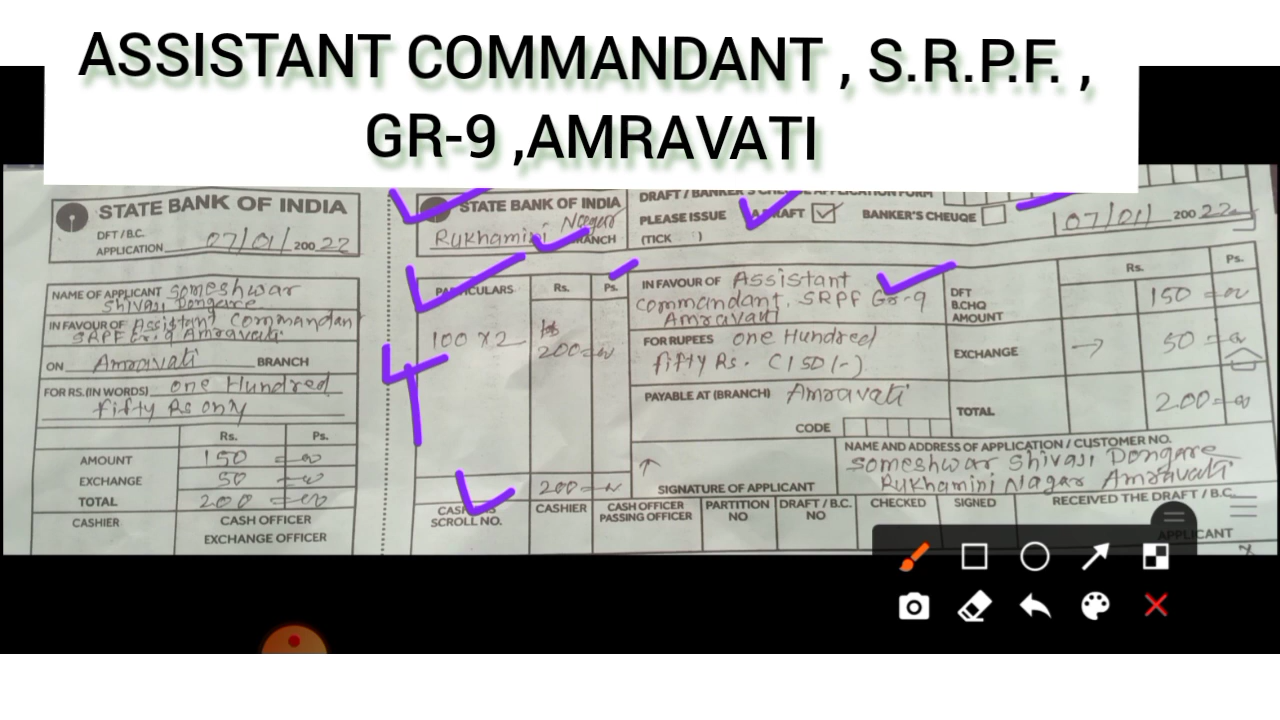 ASSISTANT COMMANDANT , S.R.P.F. ,
GR-9 ,AMRAVATI
STATE BANK OF INDIA
DFT/B.C.
APPLICATION 07/01/ 200 22
NAME OF APPLICANT Someshwar
Shivaji Dongare
IN FAVOUR OF Assistant Commandan
SRPF Gr-9 Amravati
ON Amravati BRANCH
FOR RS.(IN WORDS) one Hundred
fifty Rs only
Rs. Ps.
AMOUNT 150 =00
EXCHANGE 50 =00
TOTAL 200 =00
CASHIER CASH OFFICER
EXCHANGE OFFICER
STATE BANK OF INDIA
Rukhamini Nagar
BRANCH
DRAFT / BANKER'S CHEQUE APPLICATION FORM
PLEASE ISSUE A DRAFT BANKER'S CHEUQE
(TICK )
07/01/ 200 22
PARTICULARS Rs. Ps.
100 x 2 200=00
200=00
CASHIER'S
SCROLL NO.
CASHIER
CASH OFFICER
PASSING OFFICER
PARTITION
NO
DRAFT / B.C.
NO
CHECKED
SIGNED
RECEIVED THE DRAFT / B.C.
APPLICANT
IN FAVOUR OF Assistant
Commandant, SRPF Gr-9
Amravati
FOR RUPEES one Hundred
fifty Rs. (150/-)
PAYABLE AT (BRANCH) Amravati
CODE
SIGNATURE OF APPLICANT
Rs. Ps.
DFT
B.CHQ
AMOUNT 150 =00
EXCHANGE 50 =00
TOTAL 200=00
NAME AND ADDRESS OF APPLICATION / CUSTOMER NO.
Someshwar Shivaji Dongare
Rukhamini Nagar Amravati